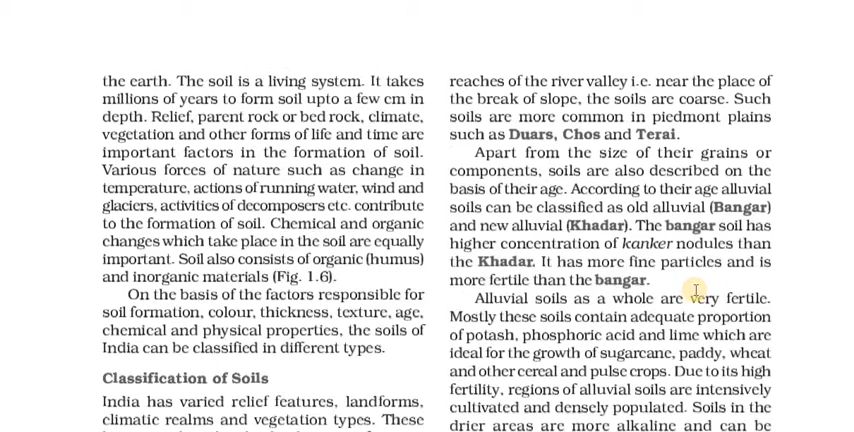 the earth. The soil is a living system. It takes
millions of years to form soil upto a few cm in
depth. Relief, parent rock or bed rock, climate,
vegetation and other forms of life and time are
important factors in the formation of soil.
Various forces of nature such as change in
temperature, actions of running water, wind and
glaciers, activities of decomposers etc. contribute
to the formation of soil. Chemical and organic
changes which take place in the soil are equally
important. Soil also consists of organic (humus)
and inorganic materials (Fig. 1.6).
On the basis of the factors responsible for
soil formation, colour, thickness, texture, age,
chemical and physical properties, the soils of
India can be classified in different types.
Classification of Soils
India has varied relief features, landforms,
climatic realms and vegetation types. These
reaches of the river valley i.e. near the place of
the break of slope, the soils are coarse. Such
soils are more common in piedmont plains
such as Duars, Chos and Terai.
Apart from the size of their grains or
components, soils are also described on the
basis of their age. According to their age alluvial
soils can be classified as old alluvial (Bangar)
and new alluvial (Khadar). The bangar soil has
higher concentration of kanker nodules than
the Khadar. It has more fine particles and is
more fertile than the bangar.
Alluvial soils as a whole are very fertile.
Mostly these soils contain adequate proportion
of potash, phosphoric acid and lime which are
ideal for the growth of sugarcane, paddy, wheat
and other cereal and pulse crops. Due to its high
fertility, regions of alluvial soils are intensively
cultivated and densely populated. Soils in the
drier areas are more alkaline and can be